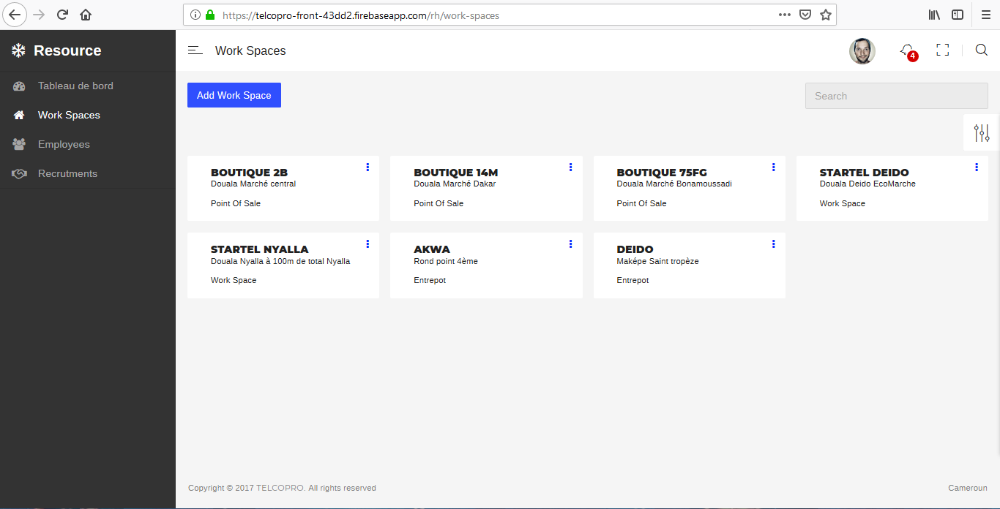 https://telcopro-front-43dd2.firebaseapp.com/rh/work-spaces
Resource
Work Spaces
4
Tableau de bord
Work Spaces
Employees
Recrutments
Add Work Space
Search
BOUTIQUE 2B
Douala Marché central
Point Of Sale
BOUTIQUE 14M
Douala Marché Dakar
Point Of Sale
BOUTIQUE 75FG
Douala Marché Bonamoussadi
Point Of Sale
STARTEL DEIDO
Douala Deido EcoMarche
Work Space
STARTEL NYALLA
Douala Nyalla à 100m de total Nyalla
Work Space
AKWA
Rond point 4ème
Entrepot
DEIDO
Maképe Saint tropèze
Entrepot
Copyright © 2017 TELCOPRO. All rights reserved
Cameroun